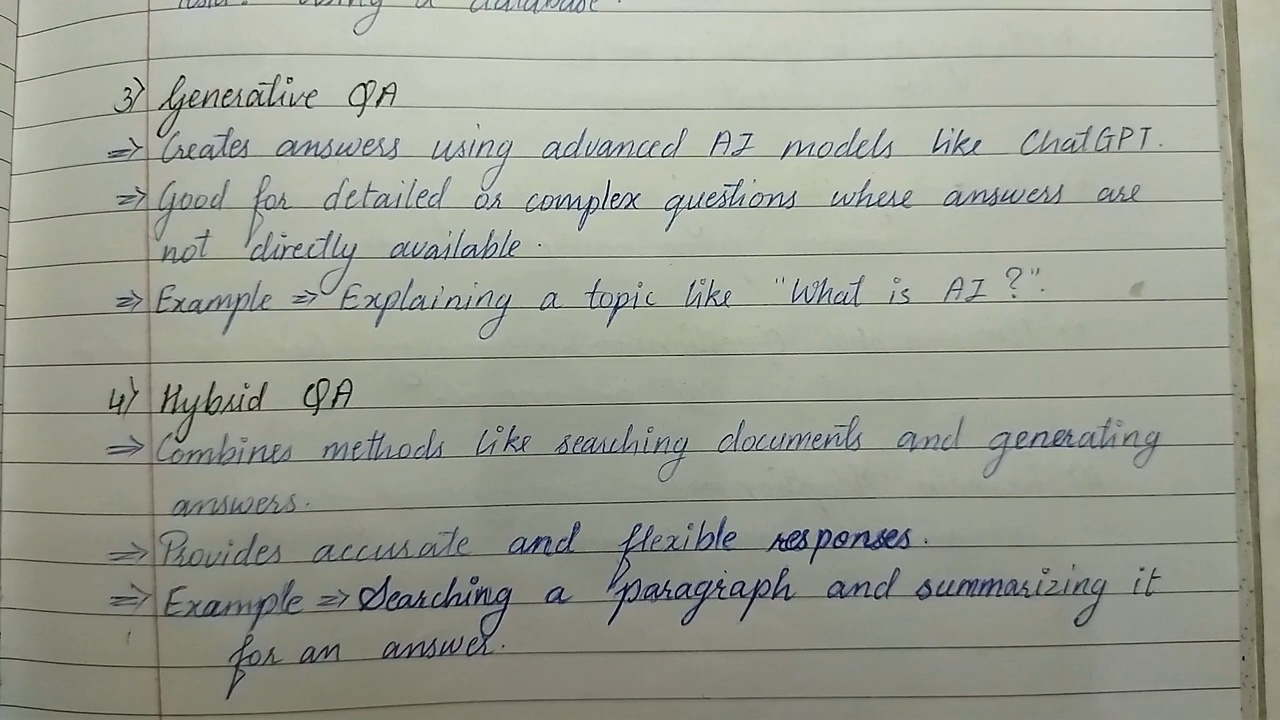 using a database.
3) Generative QA
⇒ Creates answers using advanced AI models like ChatGPT.
⇒ Good for detailed or complex questions where answers are
not directly available.
⇒ Example ⇒ Explaining a topic like "What is AI?".
4) Hybrid QA
⇒ Combines methods like searching documents and generating
answers.
⇒ Provides accurate and flexible responses.
⇒ Example ⇒ Searching a paragraph and summarizing it
for an answer.